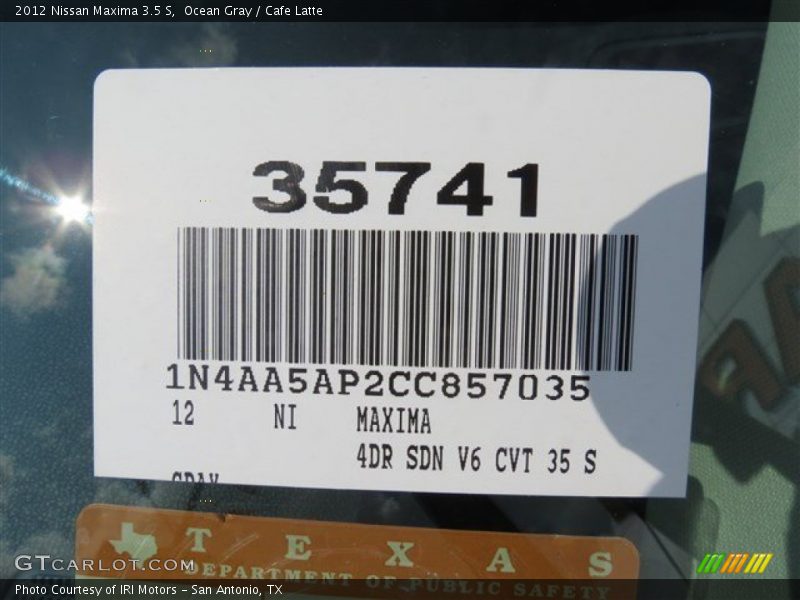 2012 Nissan Maxima 3.5 S,  Ocean Gray / Cafe Latte
35741
1N4AA5AP2CC857035
12 NI MAXIMA
4DR SDN V6 CVT 35 S
GRAY
TEXAS
DEPARTMENT OF PUBLIC SAFETY
GTCARLOT.COM
Photo Courtesy of IRI Motors - San Antonio, TX